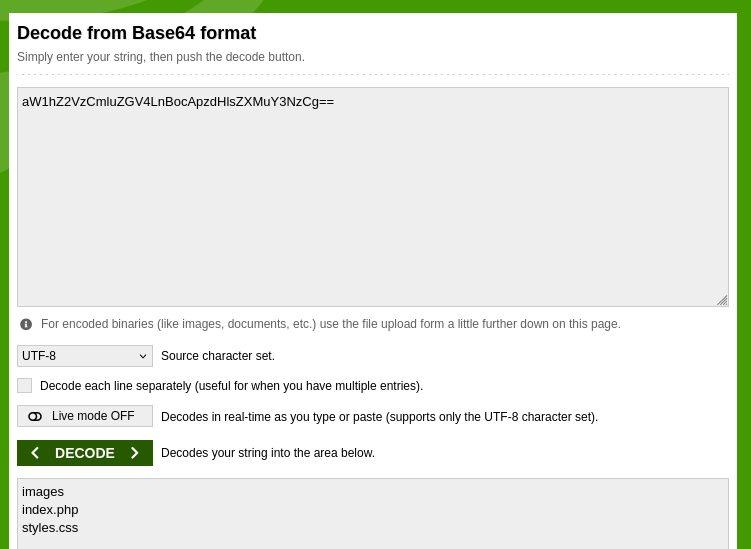 Decode from Base64 format
Simply enter your string, then push the decode button.
aW1hZ2VzCmluZGV4LnBocApzdHlsZXMuY3NzCg==
For encoded binaries (like images, documents, etc.) use the file upload form a little further down on this page.
UTF-8 Source character set.
Decode each line separately (useful for when you have multiple entries).
Live mode OFF Decodes in real-time as you type or paste (supports only the UTF-8 character set).
DECODE Decodes your string into the area below.
images
index.php
styles.css